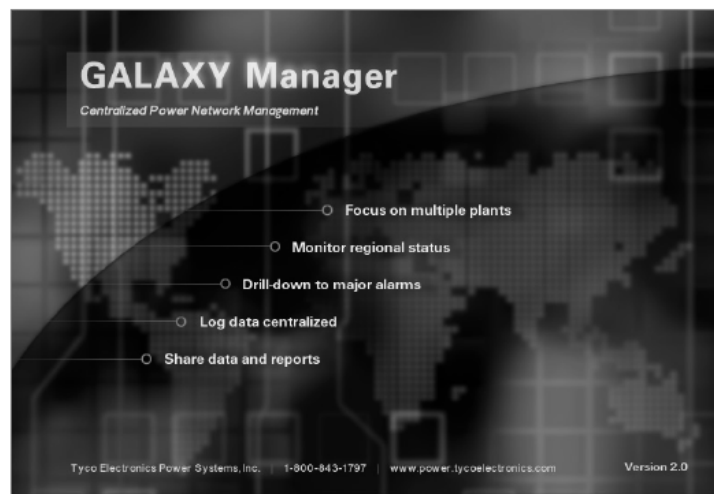 GALAXY Manager
Centralized Power Network Management
Focus on multiple plants
Monitor regional status
Drill-down to major alarms
Log data centralized
Share data and reports
Tyco Electronics Power Systems, Inc. | 1-800-843-1797 | www.power.tycoelectronics.com Version 2.0